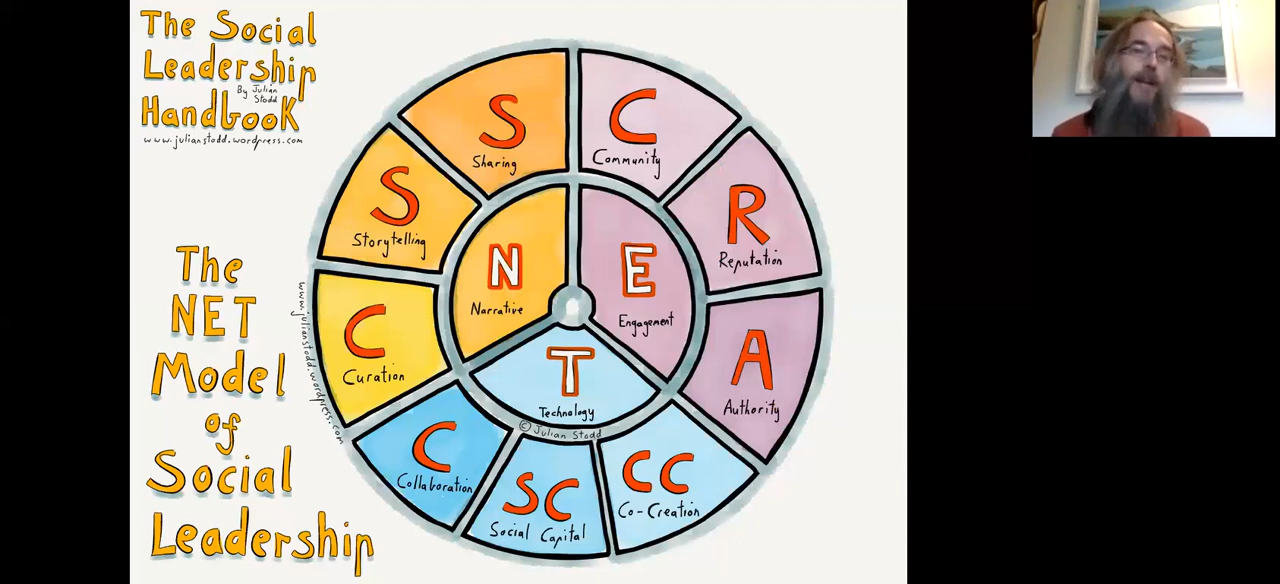 The Social
Leadership
By Julian
Stodd
Handbook
www.julianstodd.wordpress.com
The
NET
Model
of
Social
Leadership
S
Sharing
C
Community
S
Storytelling
R
Reputation
N
Narrative
E
Engagement
C
Curation
A
Authority
T
Technology
© Julian Stodd
C
Collaboration
SC
Social Capital
CC
Co-Creation
www.julianstodd.wordpress.com